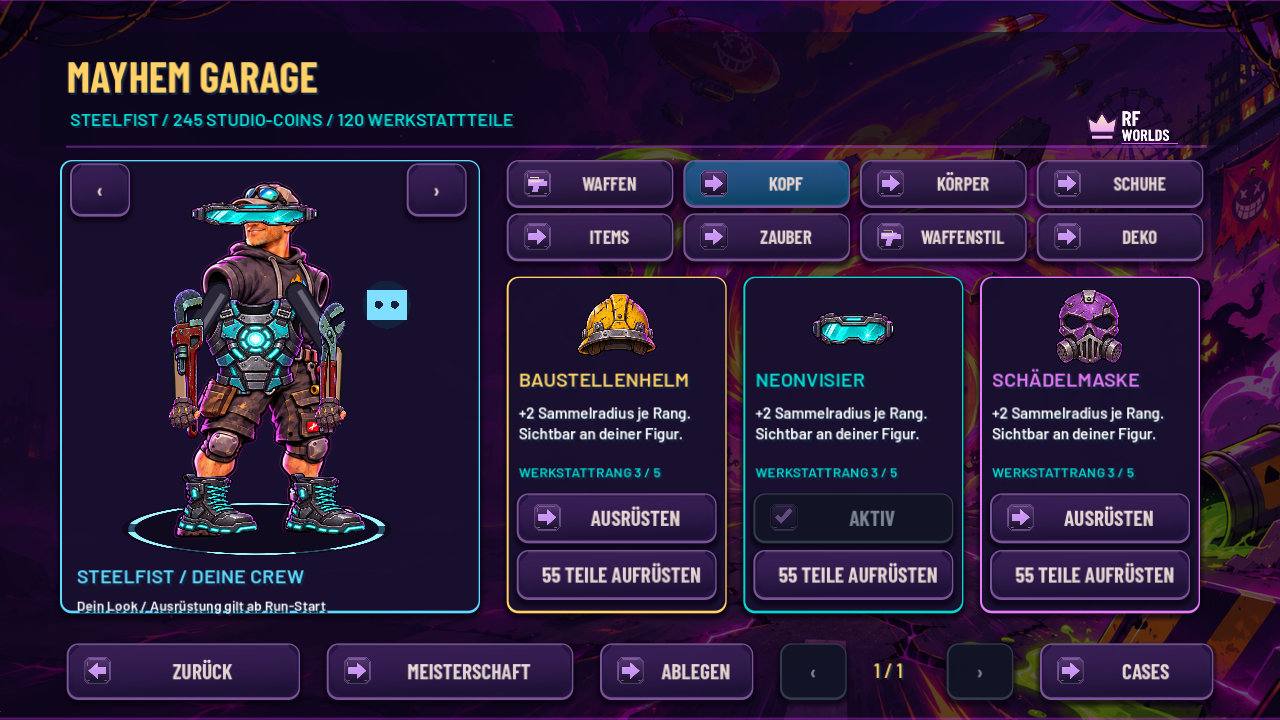 MAYHEM GARAGE
STEELFIST / 245 STUDIO-COINS / 120 WERKSTATTTEILE
RF
WORLDS
‹
›
WAFFEN
KOPF
KÖRPER
SCHUHE
ITEMS
ZAUBER
WAFFENSTIL
DEKO
BAUSTELLENHELM
+2 Sammelradius je Rang.
Sichtbar an deiner Figur.
WERKSTATTRANG 3 / 5
AUSRÜSTEN
55 TEILE AUFRÜSTEN
NEONVISIER
+2 Sammelradius je Rang.
Sichtbar an deiner Figur.
WERKSTATTRANG 3 / 5
AKTIV
55 TEILE AUFRÜSTEN
SCHÄDELMASKE
+2 Sammelradius je Rang.
Sichtbar an deiner Figur.
WERKSTATTRANG 3 / 5
AUSRÜSTEN
55 TEILE AUFRÜSTEN
STEELFIST / DEINE CREW
Dein Look / Ausrüstung gilt ab Run-Start
ZURÜCK
MEISTERSCHAFT
ABLEGEN
‹
1 / 1
›
CASES